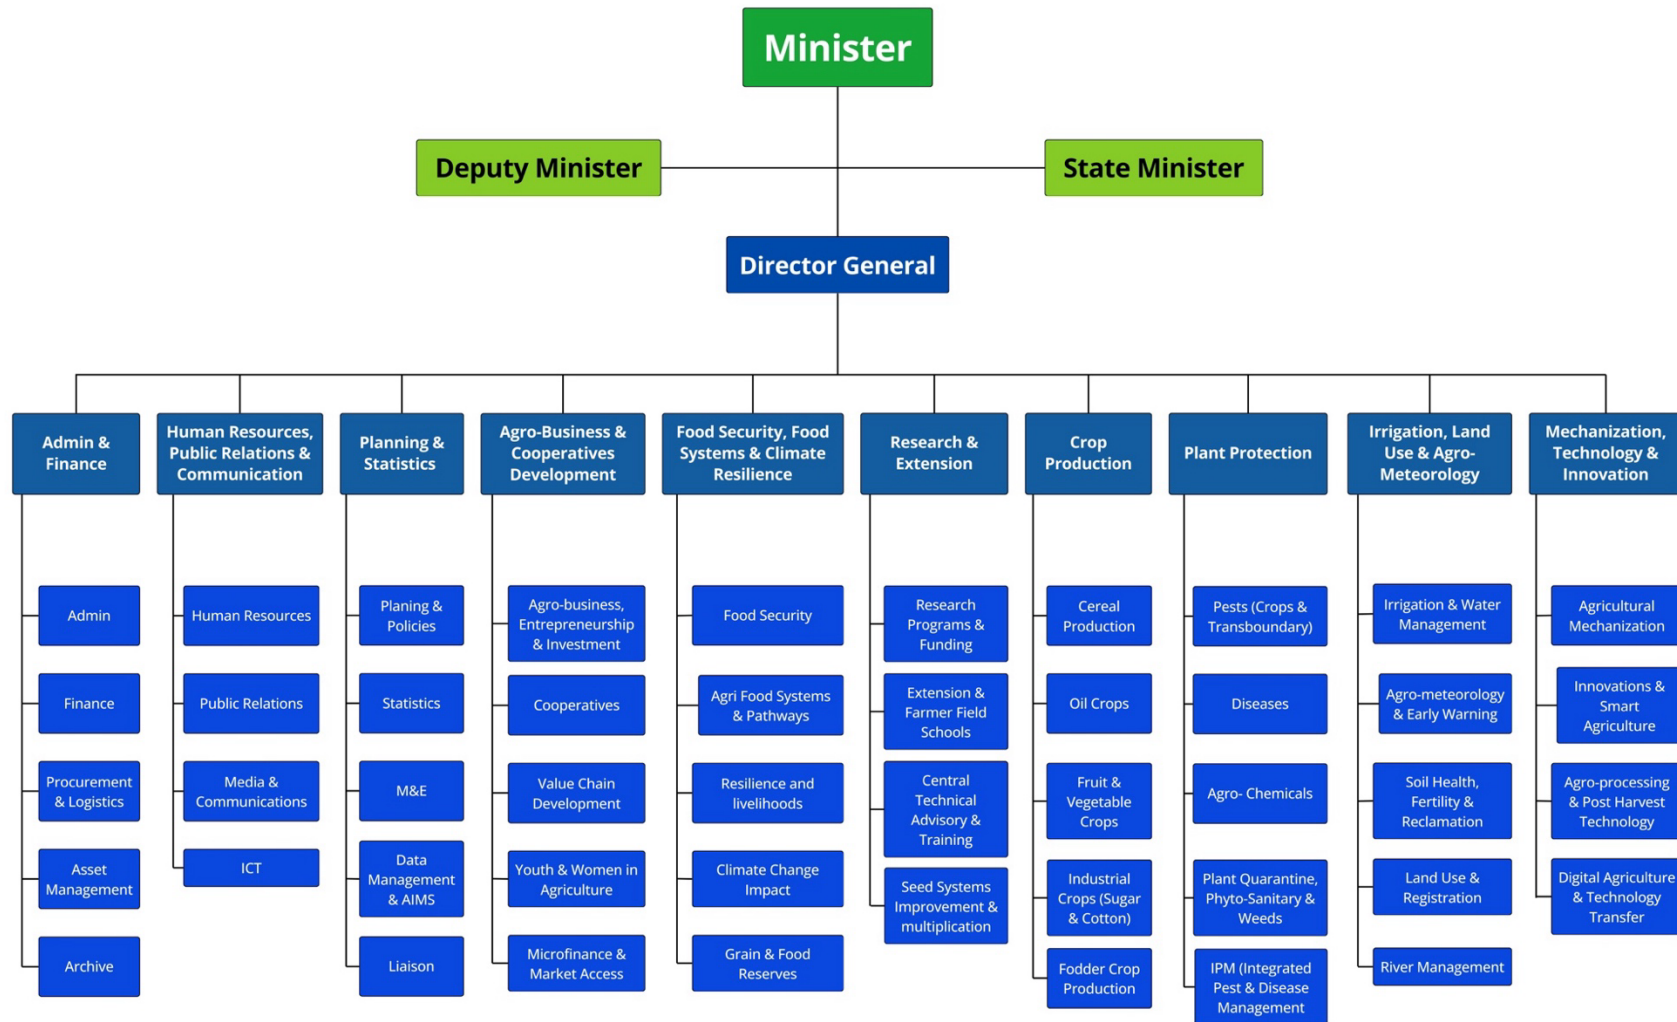 Minister
Deputy Minister
State Minister
Director General
Admin &
Finance
Human Resources,
Public Relations &
Communication
Planning &
Statistics
Agro-Business &
Cooperatives
Development
Food Security, Food
Systems & Climate
Resilience
Research &
Extension
Crop
Production
Plant Protection
Irrigation, Land
Use & Agro-
Meteorology
Mechanization,
Technology &
Innovation
Admin
Finance
Procurement
& Logistics
Asset
Management
Archive
Human Resources
Public Relations
Media &
Communications
ICT
Planing &
Policies
Statistics
M&E
Data
Management
& AIMS
Liaison
Agro-business,
Entrepreneurship
& Investment
Cooperatives
Value Chain
Development
Youth & Women in
Agriculture
Microfinance &
Market Access
Food Security
Agri Food Systems
& Pathways
Resilience and
livelihoods
Climate Change
Impact
Grain & Food
Reserves
Research
Programs &
Funding
Extension &
Farmer Field
Schools
Central
Technical
Advisory &
Training
Seed Systems
Improvement &
multiplication
Cereal
Production
Oil Crops
Fruit &
Vegetable
Crops
Industrial
Crops (Sugar
& Cotton)
Fodder Crop
Production
Pests (Crops &
Transboundary)
Diseases
Agro- Chemicals
Plant Quarantine,
Phyto-Sanitary &
Weeds
IPM (Integrated
Pest & Disease
Management
Irrigation & Water
Management
Agro-meteorology
& Early Warning
Soil Health,
Fertility &
Reclamation
Land Use &
Registration
River Management
Agricultural
Mechanization
Innovations &
Smart
Agriculture
Agro-processing
& Post Harvest
Technology
Digital Agriculture
& Technology
Transfer